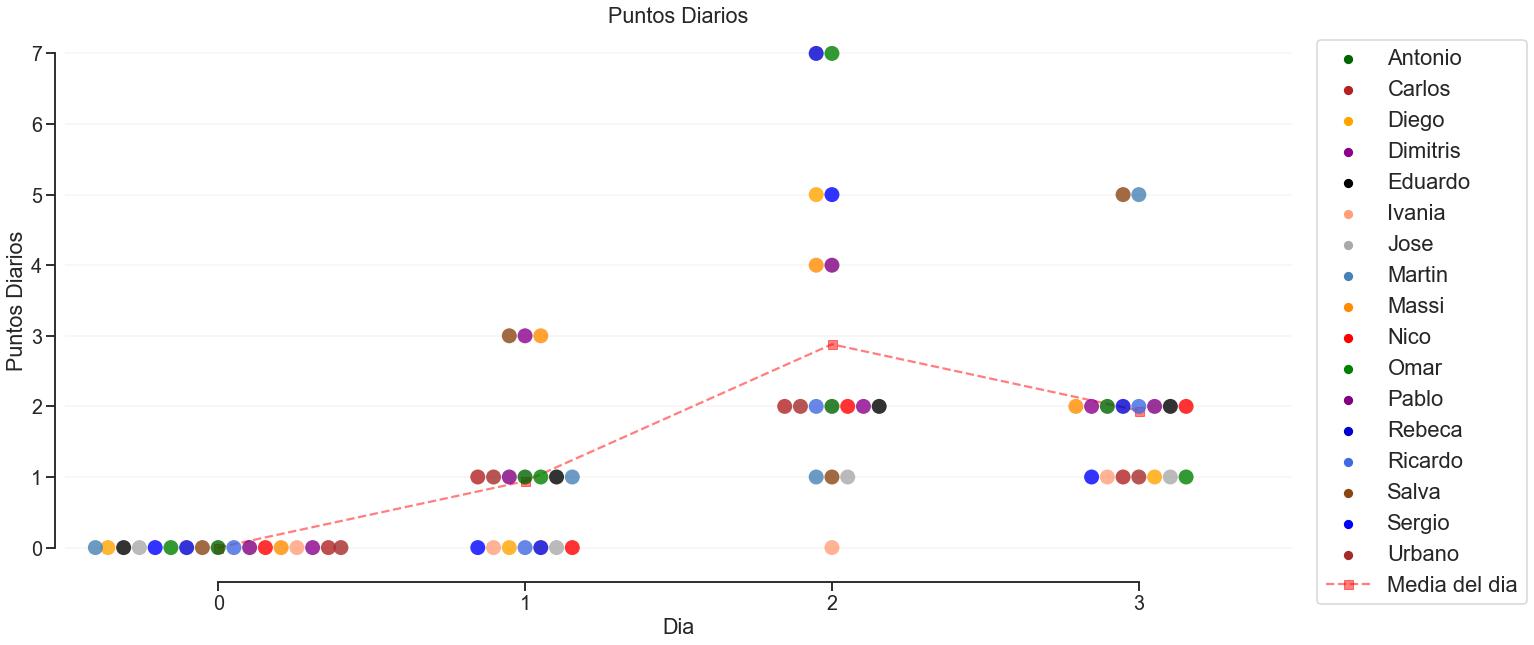 Puntos Diarios
Puntos Diarios
7
6
5
4
3
2
1
0
0
1
2
3
Dia
Antonio
Carlos
Diego
Dimitris
Eduardo
Ivania
Jose
Martin
Massi
Nico
Omar
Pablo
Rebeca
Ricardo
Salva
Sergio
Urbano
Media del dia